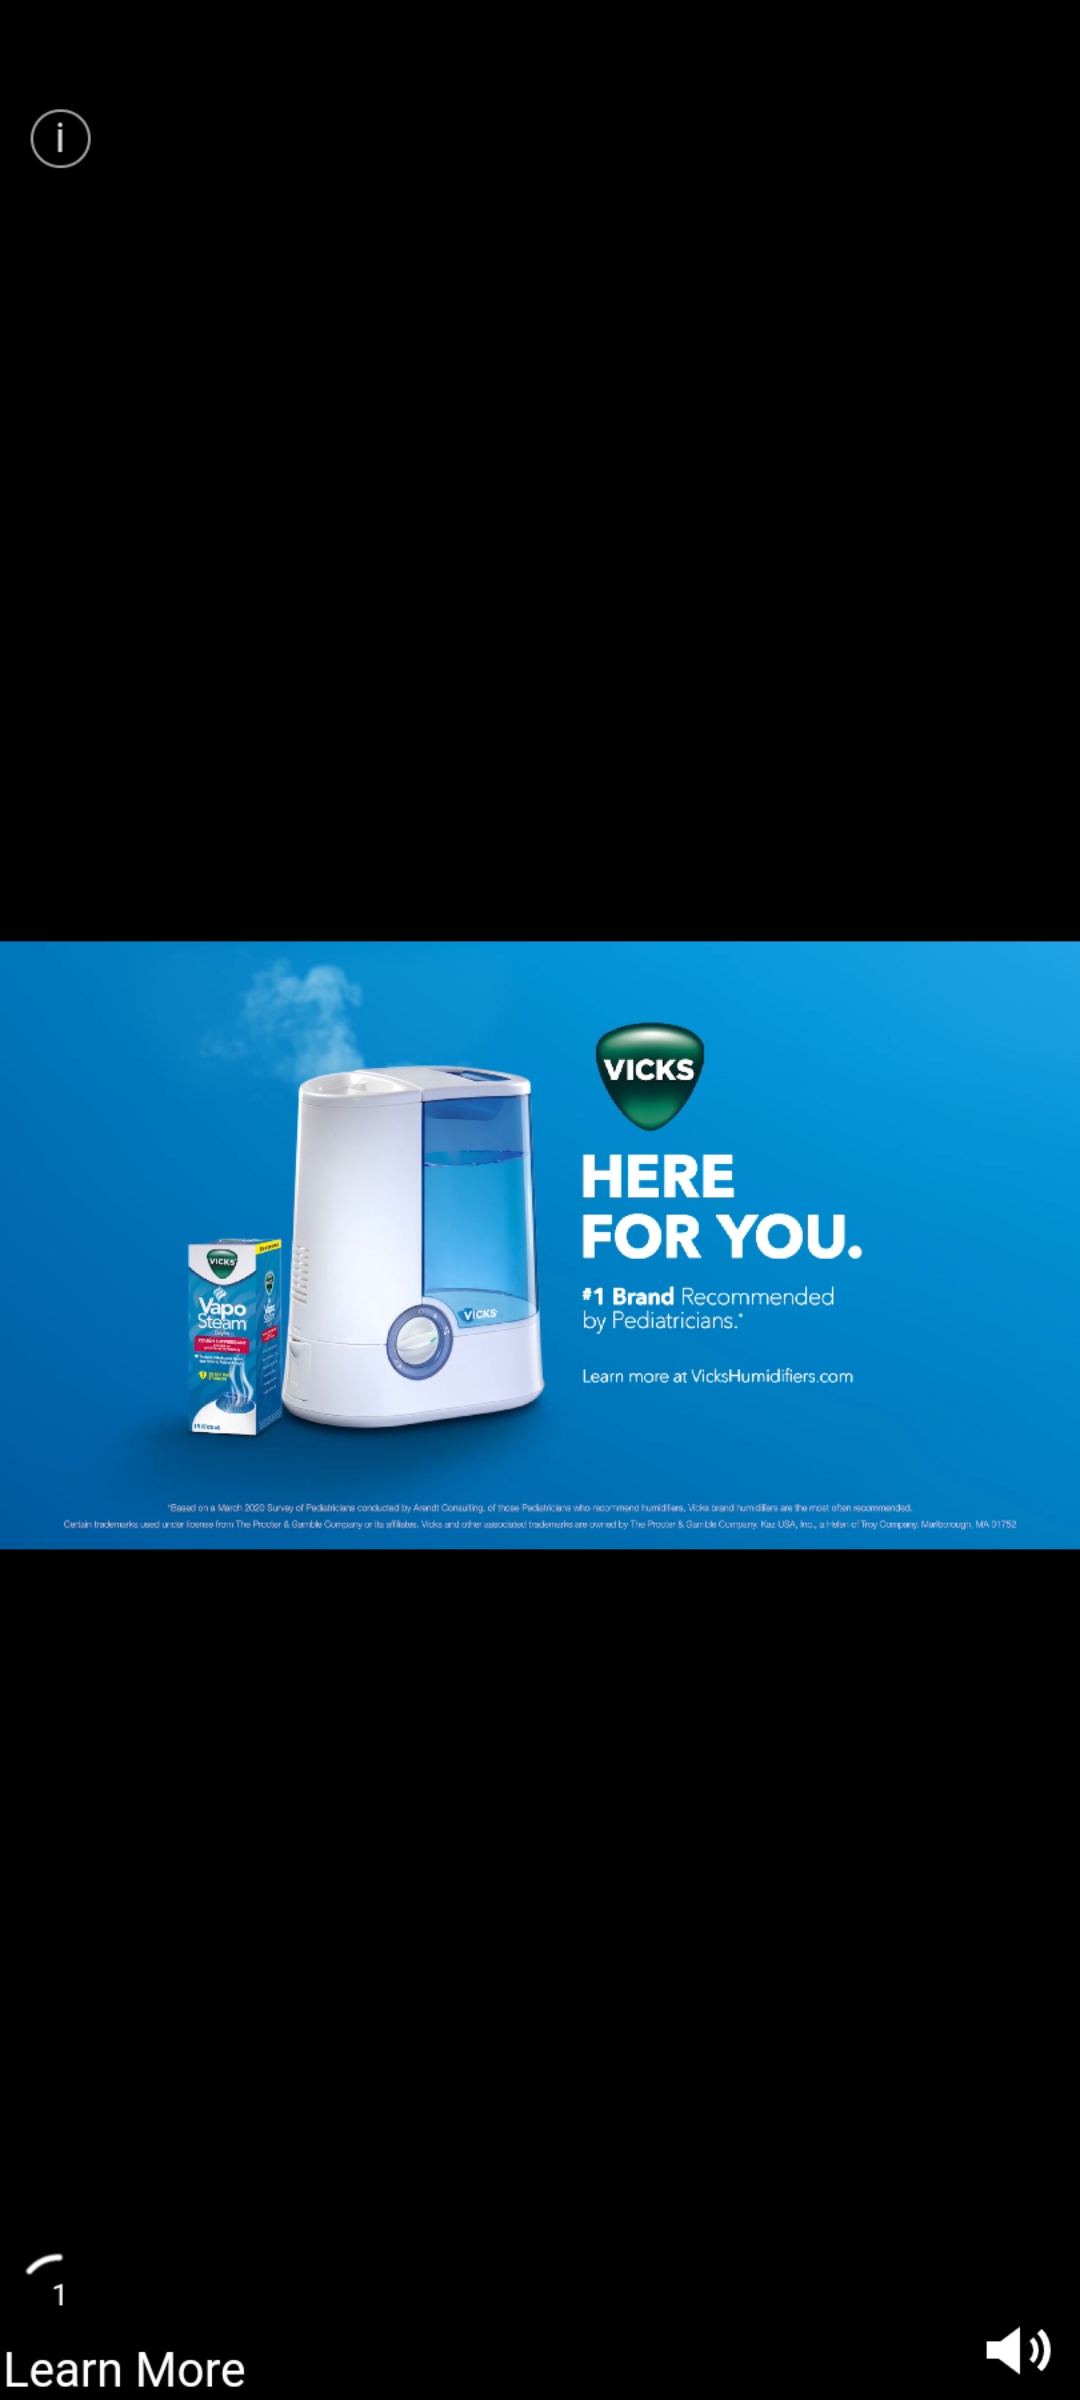 i
VICKS
HERE
FOR YOU.
#1 Brand Recommended
by Pediatricians.*
Learn more at VicksHumidifiers.com
VICKS
VICKS
Vapo
Steam
*Based on a March 2020 Survey of Pediatricians conducted by Arendt Consulting, of those Pediatricians who recommend humidifiers, Vicks brand humidifiers are the most often recommended.
Certain trademarks used under license from The Procter & Gamble Company or its affiliates. Vicks and other associated trademarks are owned by The Procter & Gamble Company. Kaz USA, Inc., a Helen of Troy Company, Marlborough, MA 01752
1
Learn More